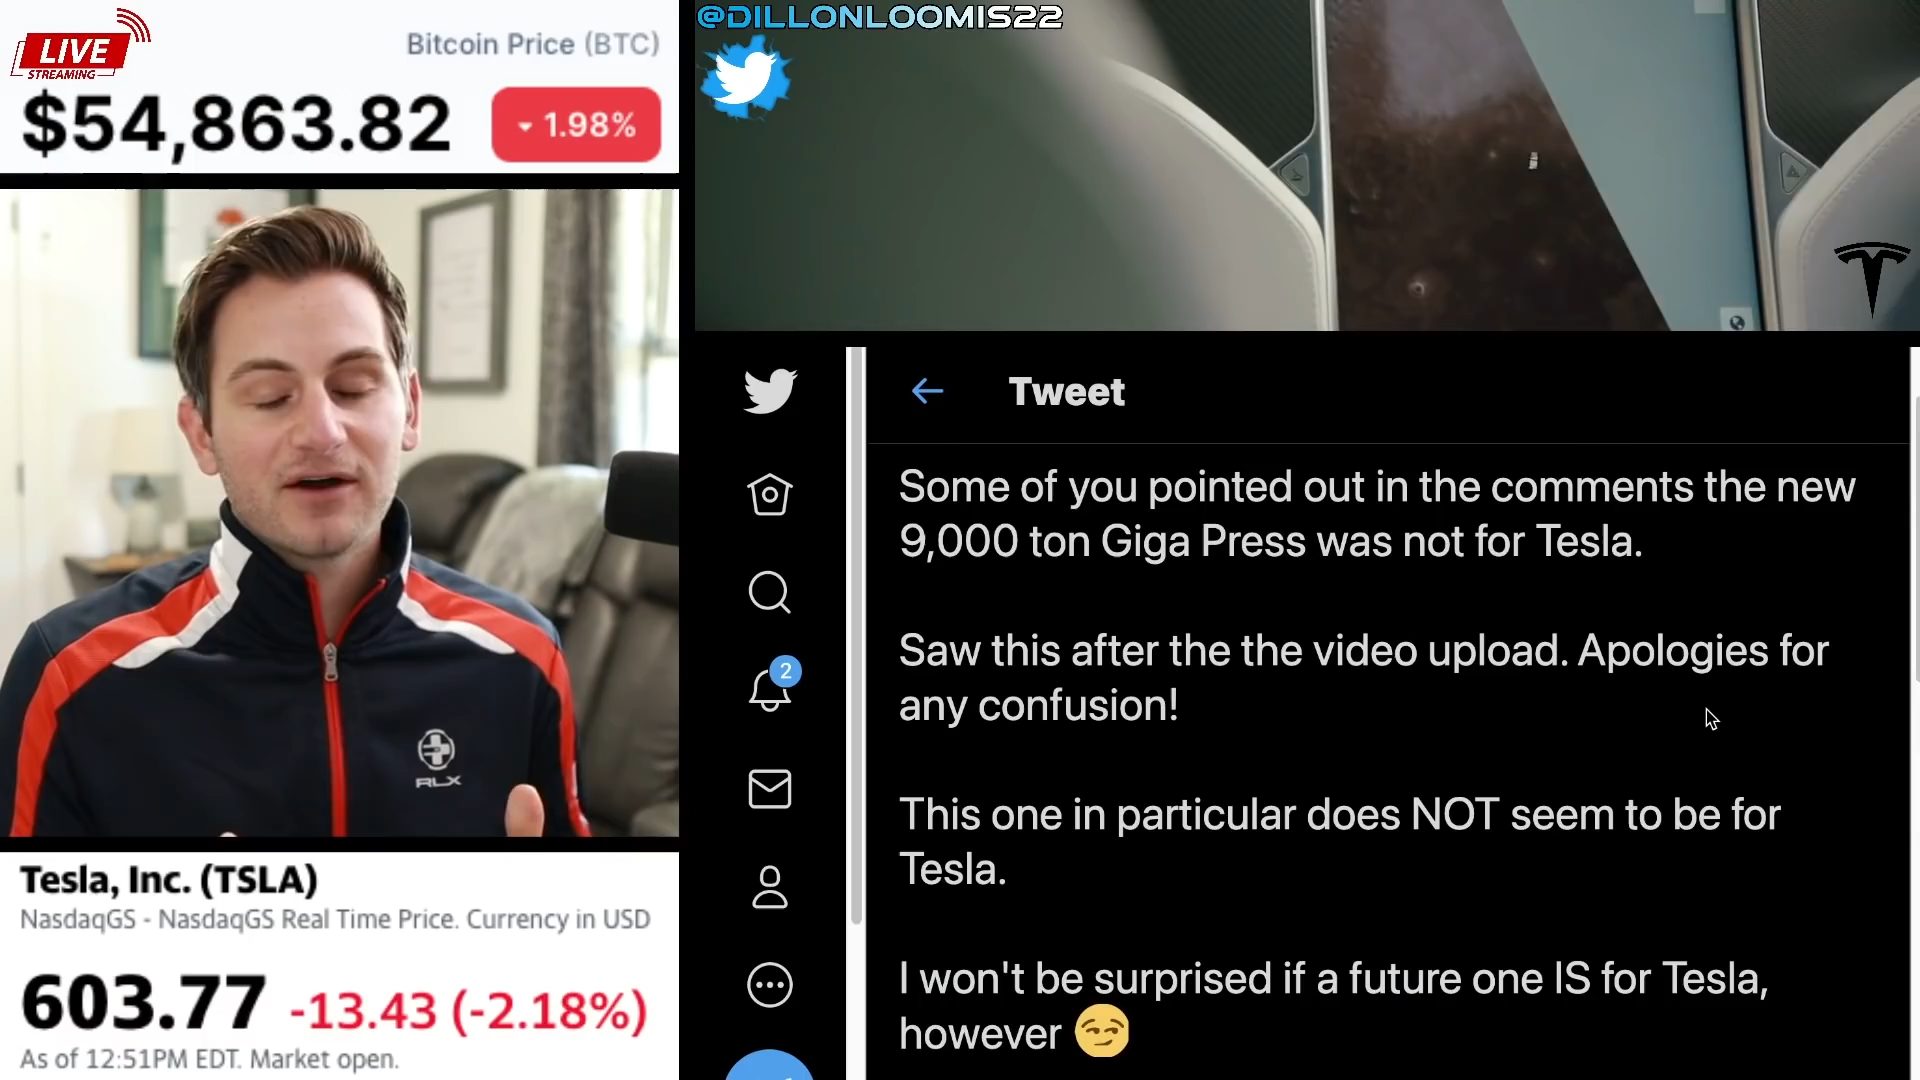 LIVE
STREAMING
Bitcoin Price (BTC)
$54,863.82
1.98%
RLX
Tesla, Inc. (TSLA)
NasdaqGS - NasdaqGS Real Time Price. Currency in USD
603.77 -13.43 (-2.18%)
As of 12:51PM EDT. Market open.
@DILLONLOOMIS22
2
Tweet
Some of you pointed out in the comments the new
9,000 ton Giga Press was not for Tesla.
Saw this after the the video upload. Apologies for
any confusion!
This one in particular does NOT seem to be for
Tesla.
I won't be surprised if a future one IS for Tesla,
however 😏